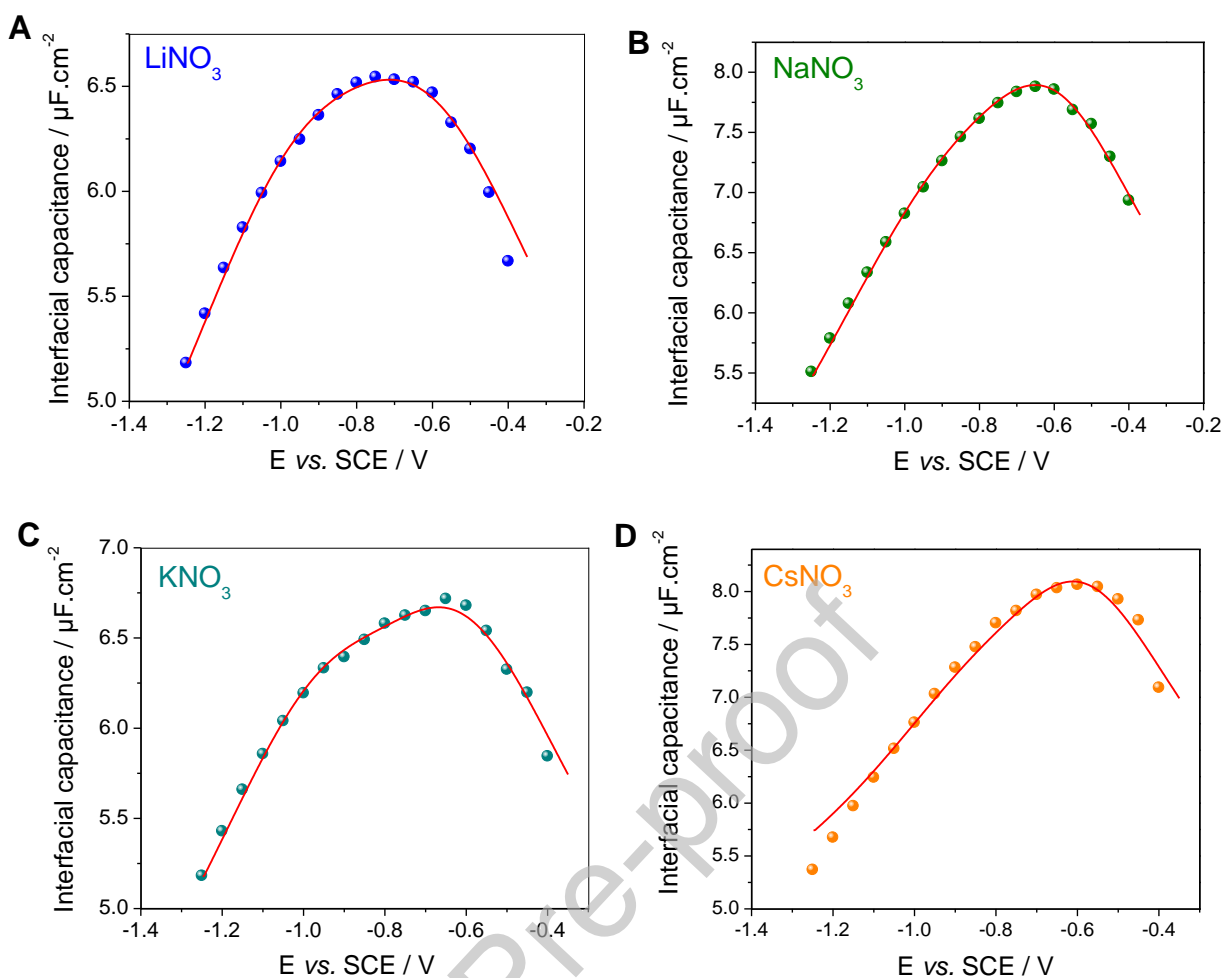 A
LiNO3
Interfacial capacitance / µF.cm-2
6.5
6.0
5.5
5.0
-1.4 -1.2 -1.0 -0.8 -0.6 -0.4 -0.2
E vs. SCE / V
B
NaNO3
Interfacial capacitance / µF.cm-2
8.0
7.5
7.0
6.5
6.0
5.5
-1.4 -1.2 -1.0 -0.8 -0.6 -0.4 -0.2
E vs. SCE / V
C
KNO3
Interfacial capacitance / µF.cm-2
7.0
6.5
6.0
5.5
5.0
-1.4 -1.2 -1.0 -0.8 -0.6 -0.4
E vs. SCE / V
D
CsNO3
Interfacial capacitance / µF.cm-2
8.0
7.5
7.0
6.5
6.0
5.5
5.0
-1.4 -1.2 -1.0 -0.8 -0.6 -0.4
E vs. SCE / V
Pre-proof